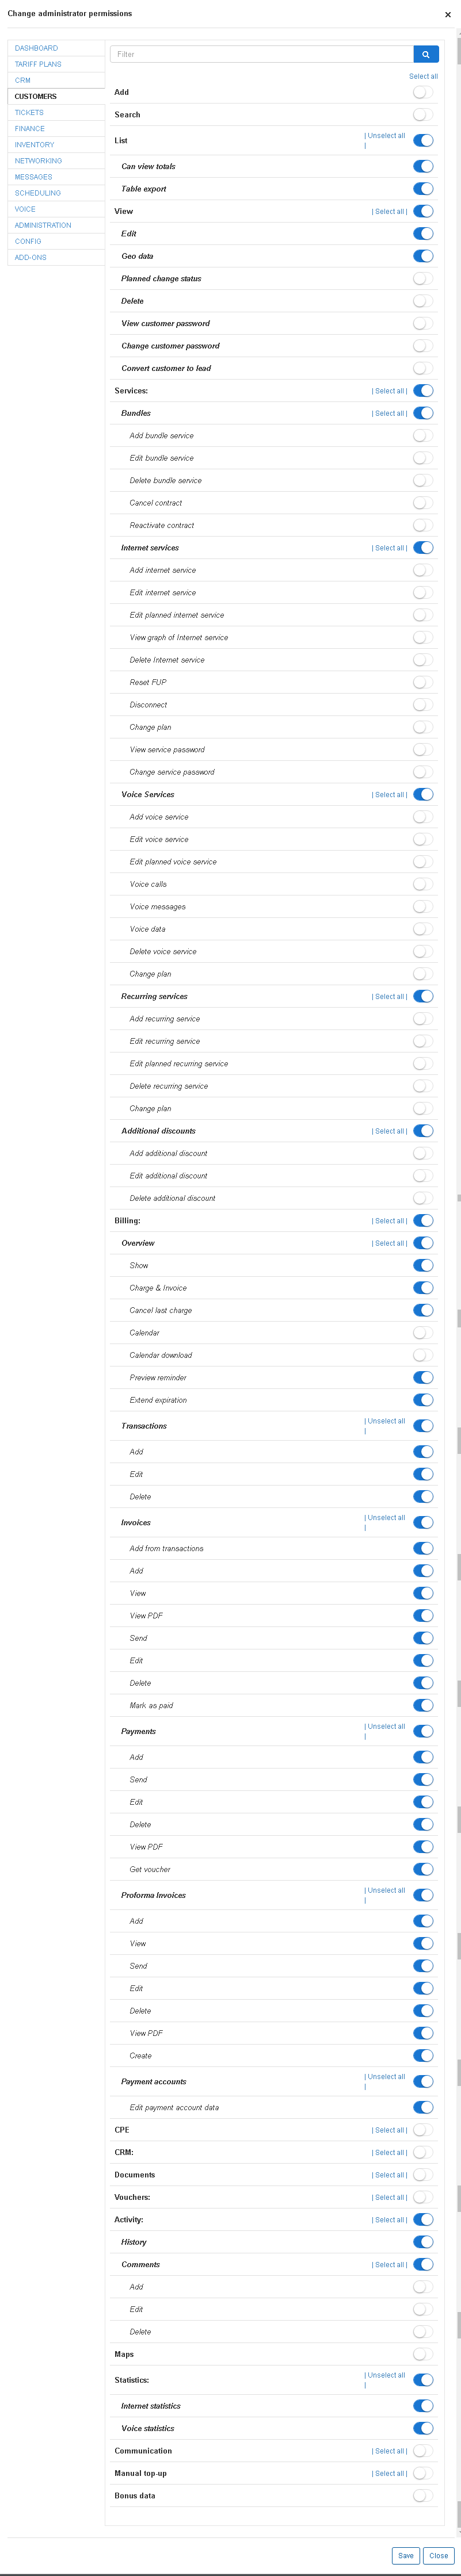 Change administrator permissions ×
DASHBOARD
TARIFF PLANS
CRM
CUSTOMERS
TICKETS
FINANCE
INVENTORY
NETWORKING
MESSAGES
SCHEDULING
VOICE
ADMINISTRATION
CONFIG
ADD-ONS
Filter
Select all
Add
Search
List | Unselect all |
Can view totals
Table export
View | Select all |
Edit
Geo data
Planned change status
Delete
View customer password
Change customer password
Convert customer to lead
Services: | Select all |
Bundles | Select all |
Add bundle service
Edit bundle service
Delete bundle service
Cancel contract
Reactivate contract
Internet services | Select all |
Add internet service
Edit internet service
Edit planned internet service
View graph of Internet service
Delete Internet service
Reset FUP
Disconnect
Change plan
View service password
Change service password
Voice Services | Select all |
Add voice service
Edit voice service
Edit planned voice service
Voice calls
Voice messages
Voice data
Delete voice service
Change plan
Recurring services | Select all |
Add recurring service
Edit recurring service
Edit planned recurring service
Delete recurring service
Change plan
Additional discounts | Select all |
Add additional discount
Edit additional discount
Delete additional discount
Billing: | Select all |
Overview | Select all |
Show
Charge & Invoice
Cancel last charge
Calendar
Calendar download
Preview reminder
Extend expiration
Transactions | Unselect all |
Add
Edit
Delete
Invoices | Unselect all |
Add from transactions
Add
View
View PDF
Send
Edit
Delete
Mark as paid
Payments | Unselect all |
Add
Send
Edit
Delete
View PDF
Get voucher
Proforma Invoices | Unselect all |
Add
View
Send
Edit
Delete
View PDF
Create
Payment accounts | Unselect all |
Edit payment account data
CPE | Select all |
CRM: | Select all |
Documents | Select all |
Vouchers: | Select all |
Activity: | Select all |
History
Comments | Select all |
Add
Edit
Delete
Maps
Statistics: | Unselect all |
Internet statistics
Voice statistics
Communication | Select all |
Manual top-up | Select all |
Bonus data
Save Close